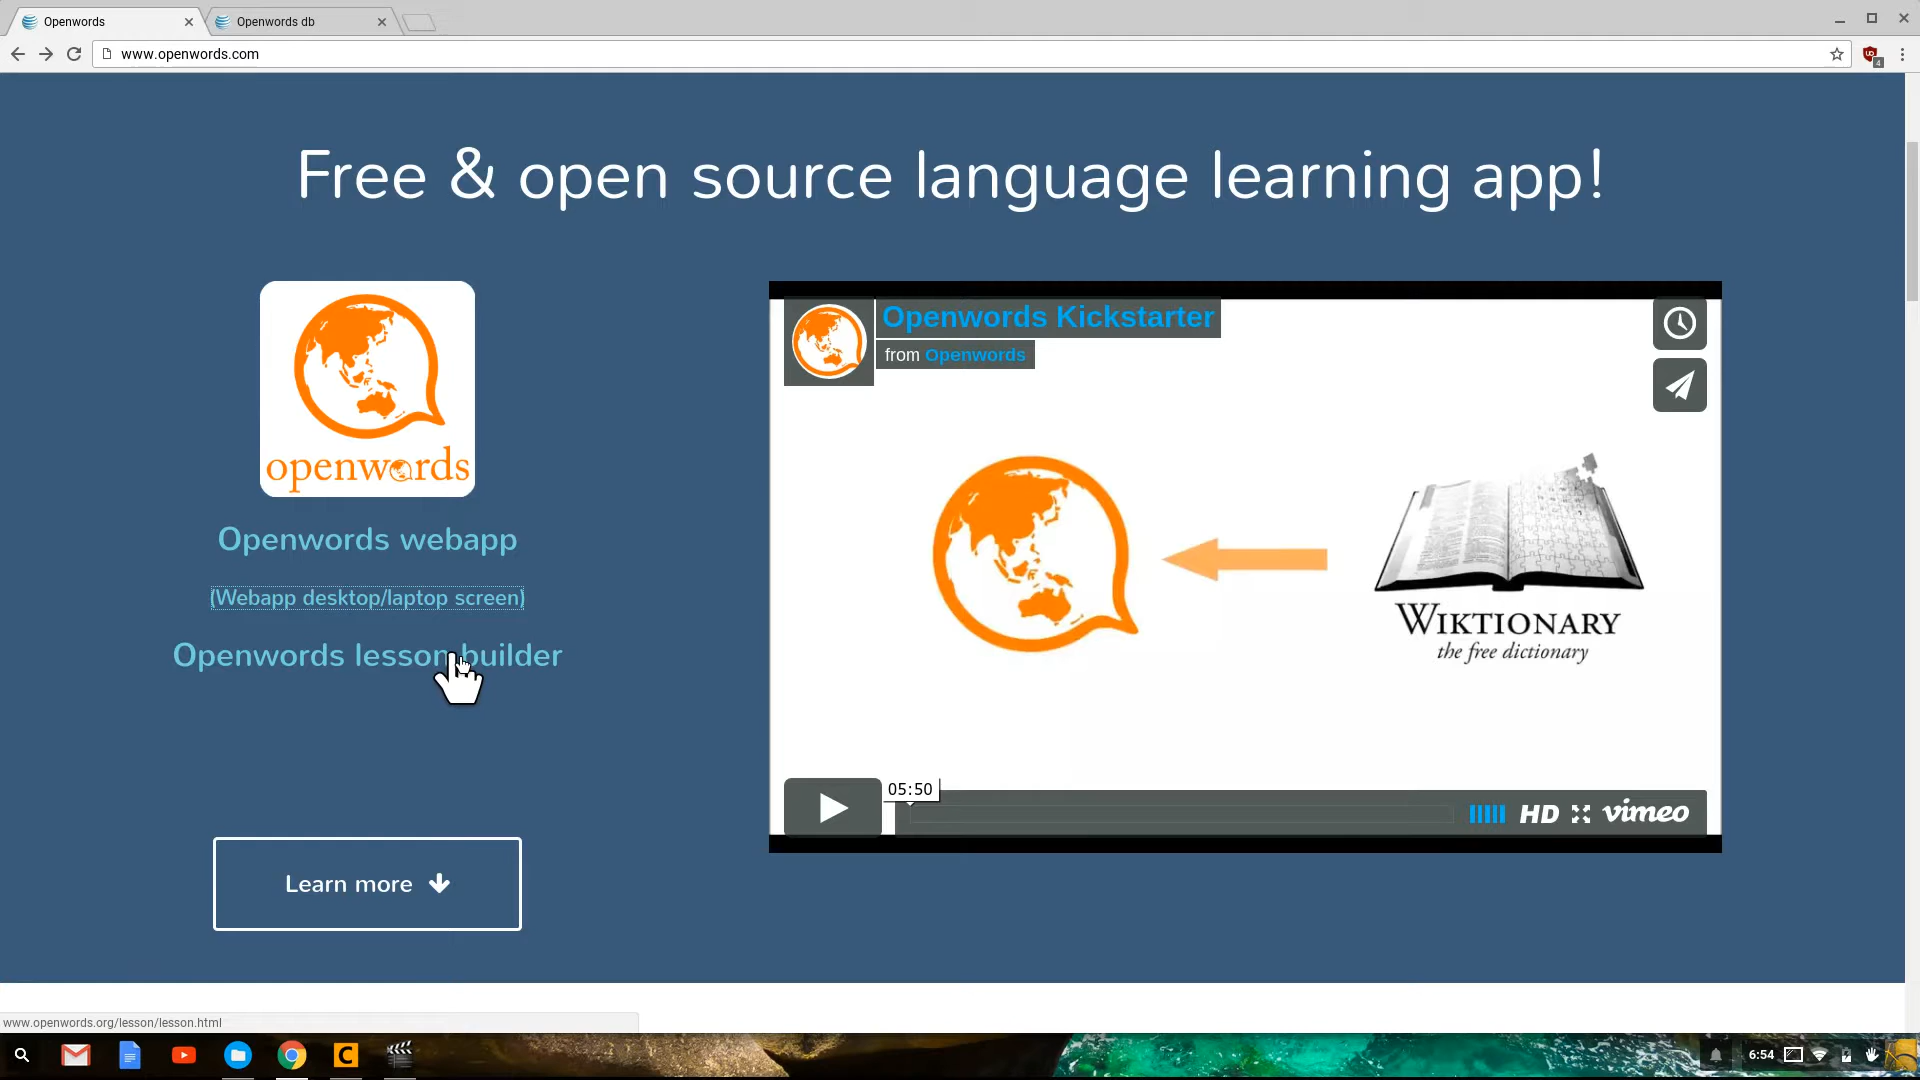 Openwords
Openwords db
www.openwords.com
4
Free & open source language learning app!
openwords
Openwords webapp
(Webapp desktop/laptop screen)
Openwords lesson builder
Learn more
Openwords Kickstarter
from Openwords
WIKTIONARY
the free dictionary
05:50
HD
vimeo
www.openwords.org/lesson/lesson.html
C
6:54